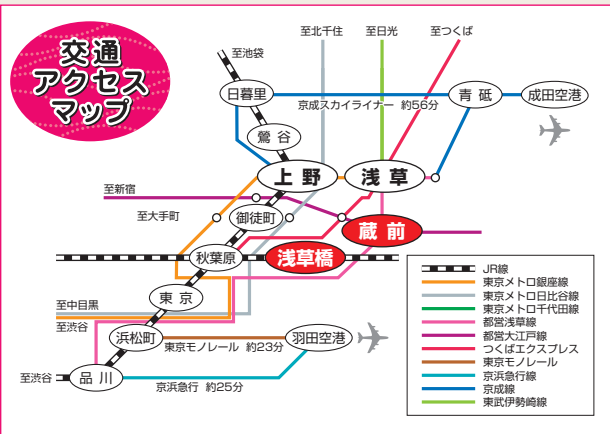 交通
アクセス
マップ
至北千住
至日光
至つくば
至池袋
日暮里
京成スカイライナー 約56分
青砥
成田空港
鶯谷
上野
浅草
至新宿
至大手町
御徒町
蔵前
秋葉原
浅草橋
東京
至中目黒
至渋谷
浜松町
東京モノレール 約23分
羽田空港
至渋谷
品川
京浜急行 約25分
JR線
東京メトロ銀座線
東京メトロ日比谷線
東京メトロ千代田線
都営浅草線
都営大江戸線
つくばエクスプレス
東京モノレール
京浜急行線
京成線
東武伊勢崎線